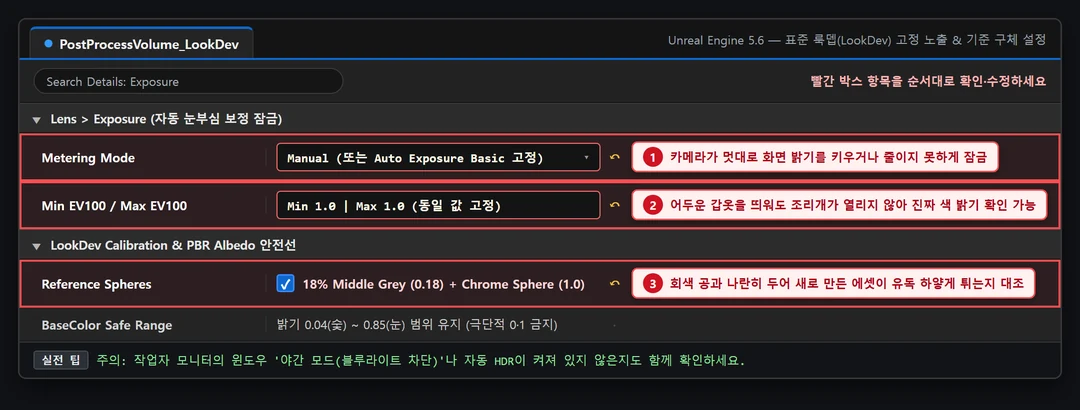 PostProcessVolume_LookDev
Unreal Engine 5.6 — 표준 룩뎁(LookDev) 고정 노출 & 기준 구체 설정
Search Details: Exposure
빨간 박스 항목을 순서대로 확인·수정하세요
▼ Lens > Exposure (자동 눈부심 보정 잠금)
Metering Mode
Manual (또는 Auto Exposure Basic 고정)
1 카메라가 멋대로 화면 밝기를 키우거나 줄이지 못하게 잠금
Min EV100 / Max EV100
Min 1.0 | Max 1.0 (동일 값 고정)
2 어두운 갑옷을 띄워도 조리개가 열리지 않아 진짜 색 밝기 확인 가능
▼ LookDev Calibration & PBR Albedo 안전선
Reference Spheres
18% Middle Grey (0.18) + Chrome Sphere (1.0)
3 회색 공과 나란히 두어 새로 만든 에셋이 유독 하얗게 튀는지 대조
BaseColor Safe Range
밝기 0.04(숯) ~ 0.85(눈) 범위 유지 (극단적 0·1 금지)
실전 팁
주의: 작업자 모니터의 윈도우 '야간 모드(블루라이트 차단)'나 자동 HDR이 켜져 있지 않은지도 함께 확인하세요.